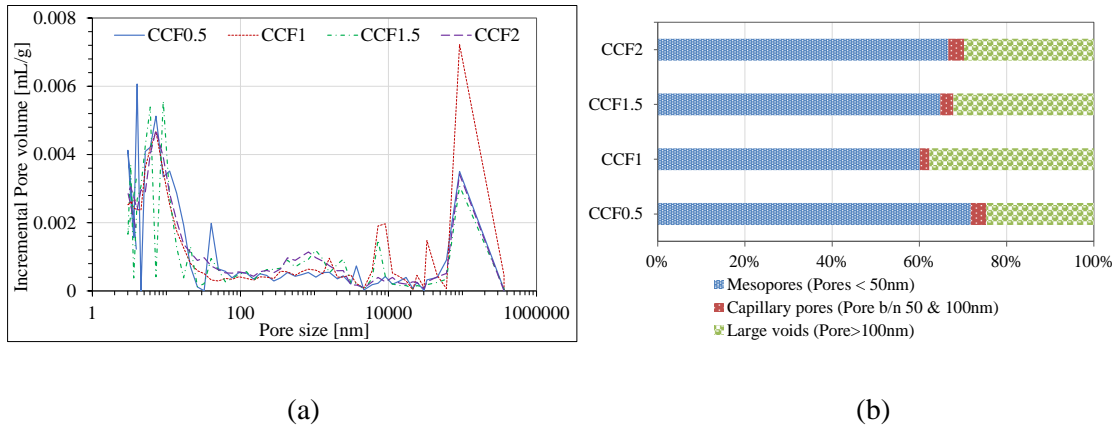 CCF0.5 CCF1 CCF1.5 CCF2
Incremental Pore volume [mL/g]
0.008
0.006
0.004
0.002
0
1 100 10000 1000000
Pore size [nm]
(a)
CCF2
CCF1.5
CCF1
CCF0.5
0% 20% 40% 60% 80% 100%
Mesopores (Pores < 50nm)
Capillary pores (Pore b/n 50 & 100nm)
Large voids (Pore>100nm)
(b)